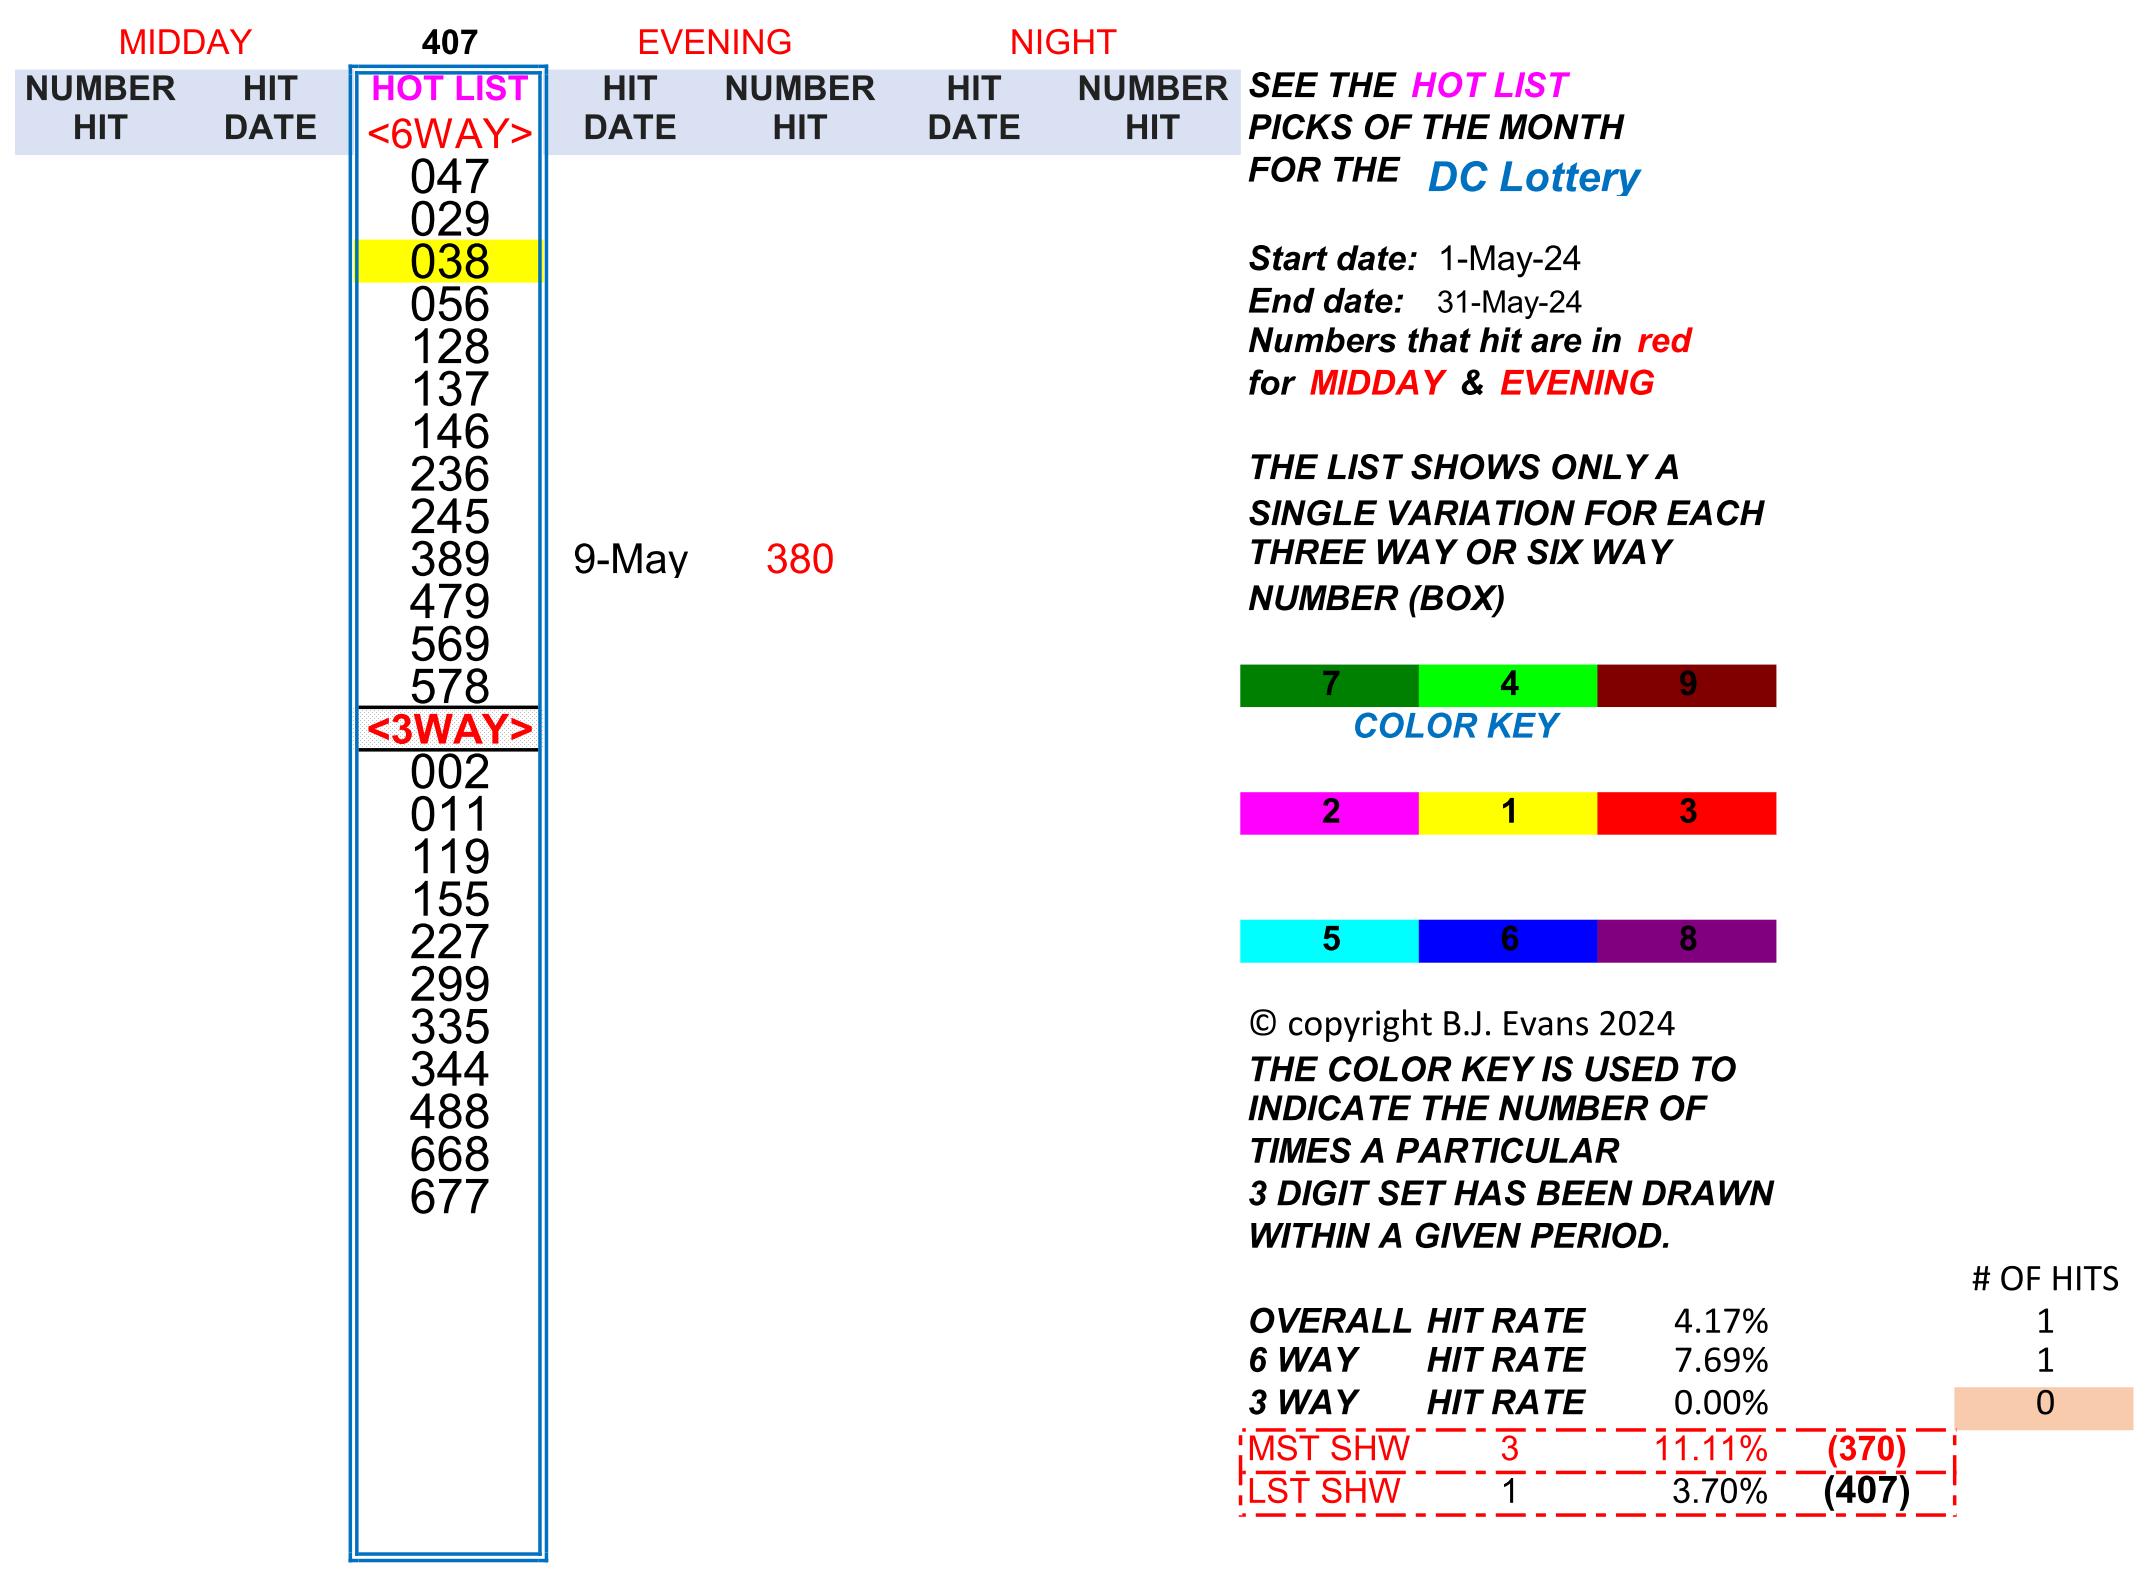 MIDDAY 407 EVENING NIGHT
NUMBER HIT HOT LIST HIT NUMBER HIT NUMBER
HIT DATE <6WAY> DATE HIT DATE HIT
047
029
038
056
128
137
146
236
245
389 9-May 380
479
569
578
<3WAY>
002
011
119
155
227
299
335
344
488
668
677
SEE THE HOT LIST
PICKS OF THE MONTH
FOR THE DC Lottery
Start date: 1-May-24
End date: 31-May-24
Numbers that hit are in red
for MIDDAY & EVENING
THE LIST SHOWS ONLY A
SINGLE VARIATION FOR EACH
THREE WAY OR SIX WAY
NUMBER (BOX)
7 4 9
COLOR KEY
2 1 3
5 6 8
© copyright B.J. Evans 2024
THE COLOR KEY IS USED TO
INDICATE THE NUMBER OF
TIMES A PARTICULAR
3 DIGIT SET HAS BEEN DRAWN
WITHIN A GIVEN PERIOD.
# OF HITS
OVERALL HIT RATE 4.17% 1
6 WAY HIT RATE 7.69% 1
3 WAY HIT RATE 0.00% 0
MST SHW 3 11.11% (370)
LST SHW 1 3.70% (407)